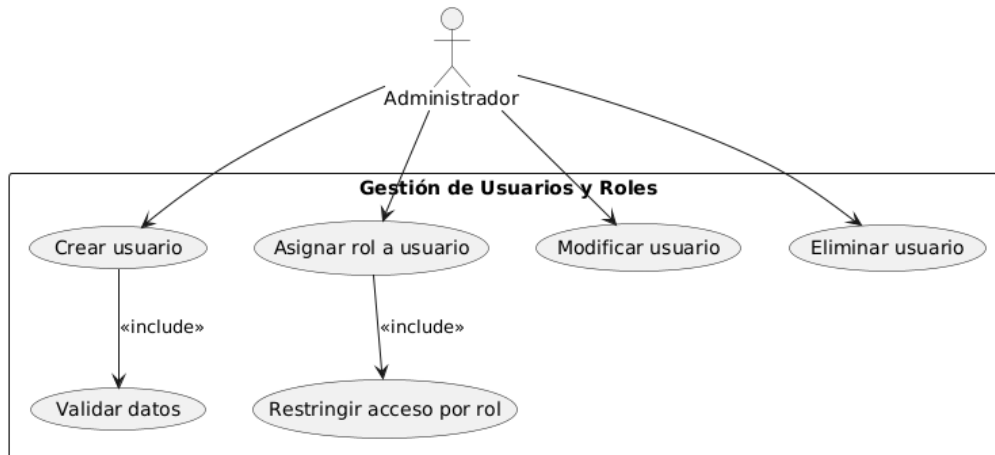 Administrador
Gestión de Usuarios y Roles
Crear usuario
Asignar rol a usuario
Modificar usuario
Eliminar usuario
«include»
«include»
Validar datos
Restringir acceso por rol